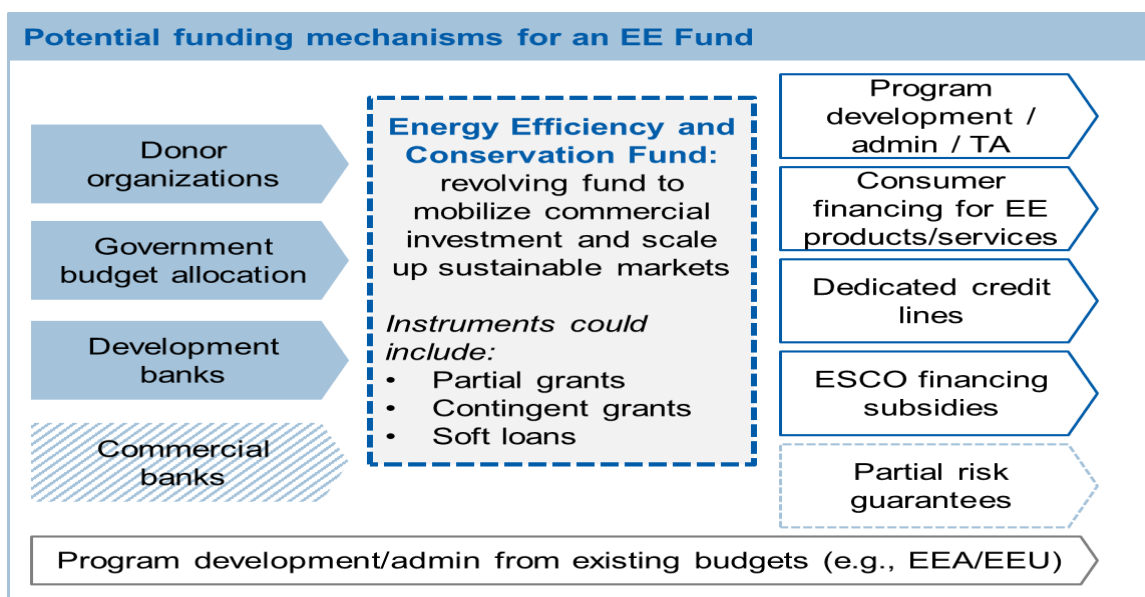 Potential funding mechanisms for an EE Fund
Donor
organizations
Government
budget allocation
Development
banks
Commercial
banks
Energy Efficiency and
Conservation Fund:
revolving fund to
mobilize commercial
investment and scale
up sustainable markets
Instruments could
include:
• Partial grants
• Contingent grants
• Soft loans
Program
development /
admin / TA
Consumer
financing for EE
products/services
Dedicated credit
lines
ESCO financing
subsidies
Partial risk
guarantees
Program development/admin from existing budgets (e.g., EEA/EEU)